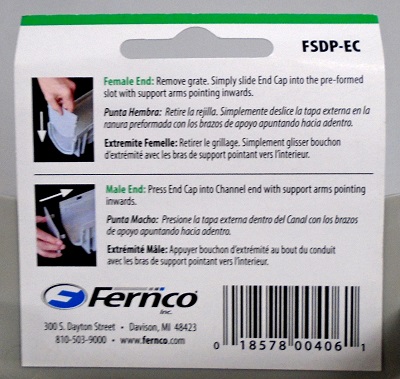 FSDP-EC
Female End: Remove grate. Simply slide End Cap into the pre-formed
slot with support arms pointing inwards.
Punta Hembra: Retire la rejilla. Simplemente deslice la tapa externa en la
ranura preformada con los brazos de apoyo apuntando hacia adentro.
Extremite Femelle: Retirer le grillage. Simplement glisser bouchon
d'extrémité avec les bras de support pointant vers l'interieur.
Male End: Press End Cap into Channel end with support arms pointing
inwards.
Punta Macho: Presione la tapa externa dentro del Canal con los brazos
de apoyo apuntando hacia adentro.
Extrémité Mâle: Appuyer bouchon d'extrémité au bout du conduit
avec les bras de support pointant vers l'interieur.
Fernco
Inc.
300 S. Dayton Street • Davison, MI 48423
810-503-9000 • www.fernco.com
0 18578 00406 1